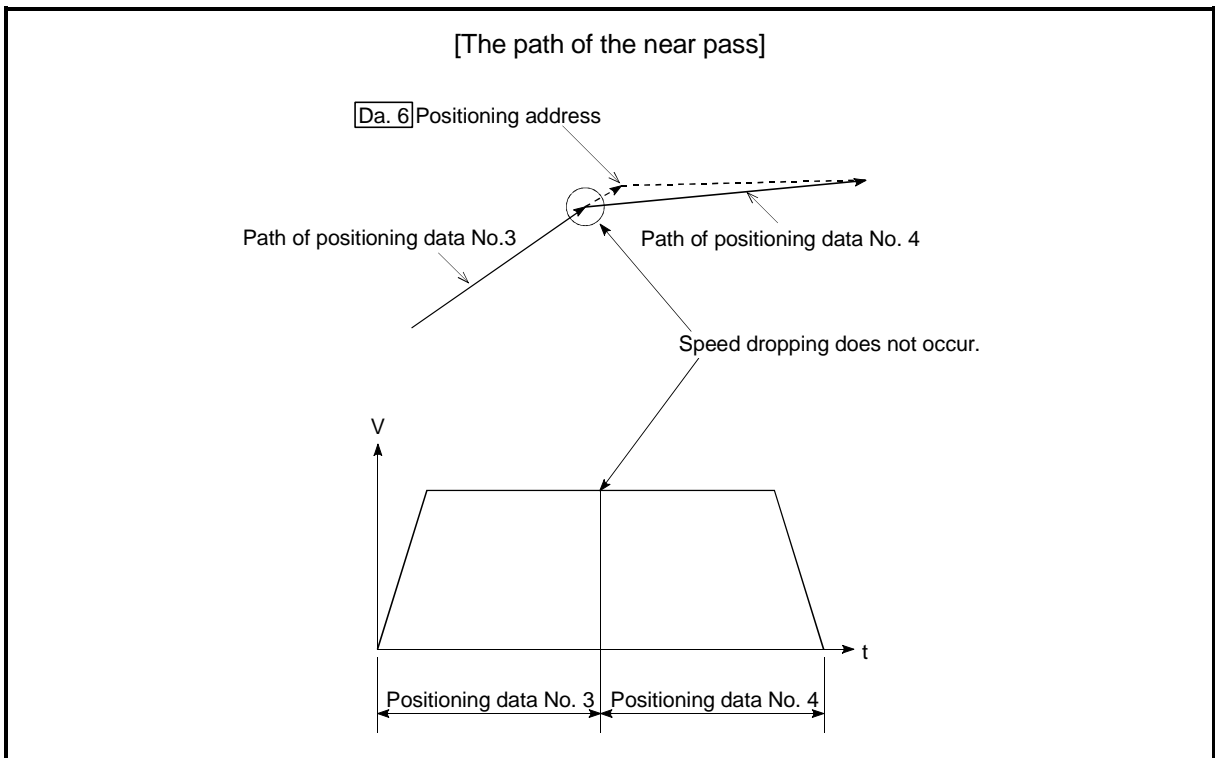 [The path of the near pass]
Da. 6 Positioning address
Path of positioning data No.3
Path of positioning data No. 4
Speed dropping does not occur.
V
t
Positioning data No. 3
Positioning data No. 4